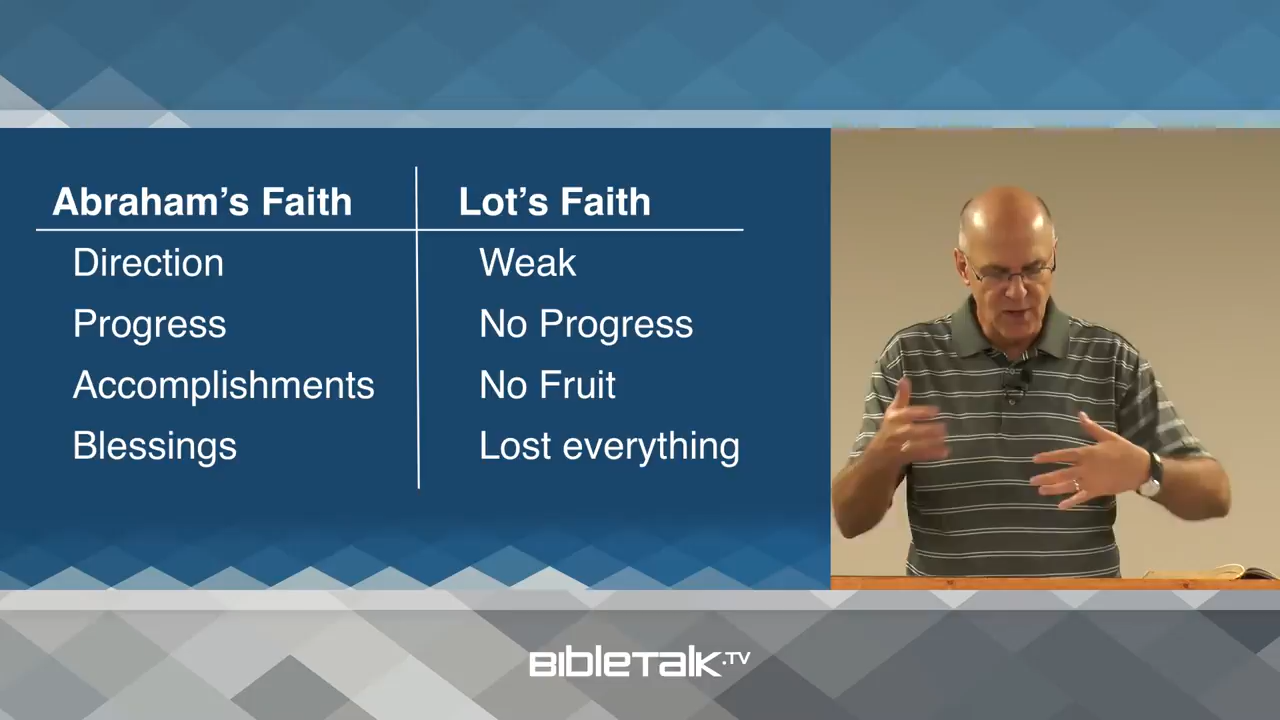 Abraham's Faith
Lot's Faith
Direction
Weak
Progress
No Progress
Accomplishments
No Fruit
Blessings
Lost everything
BIBLETALK.TV